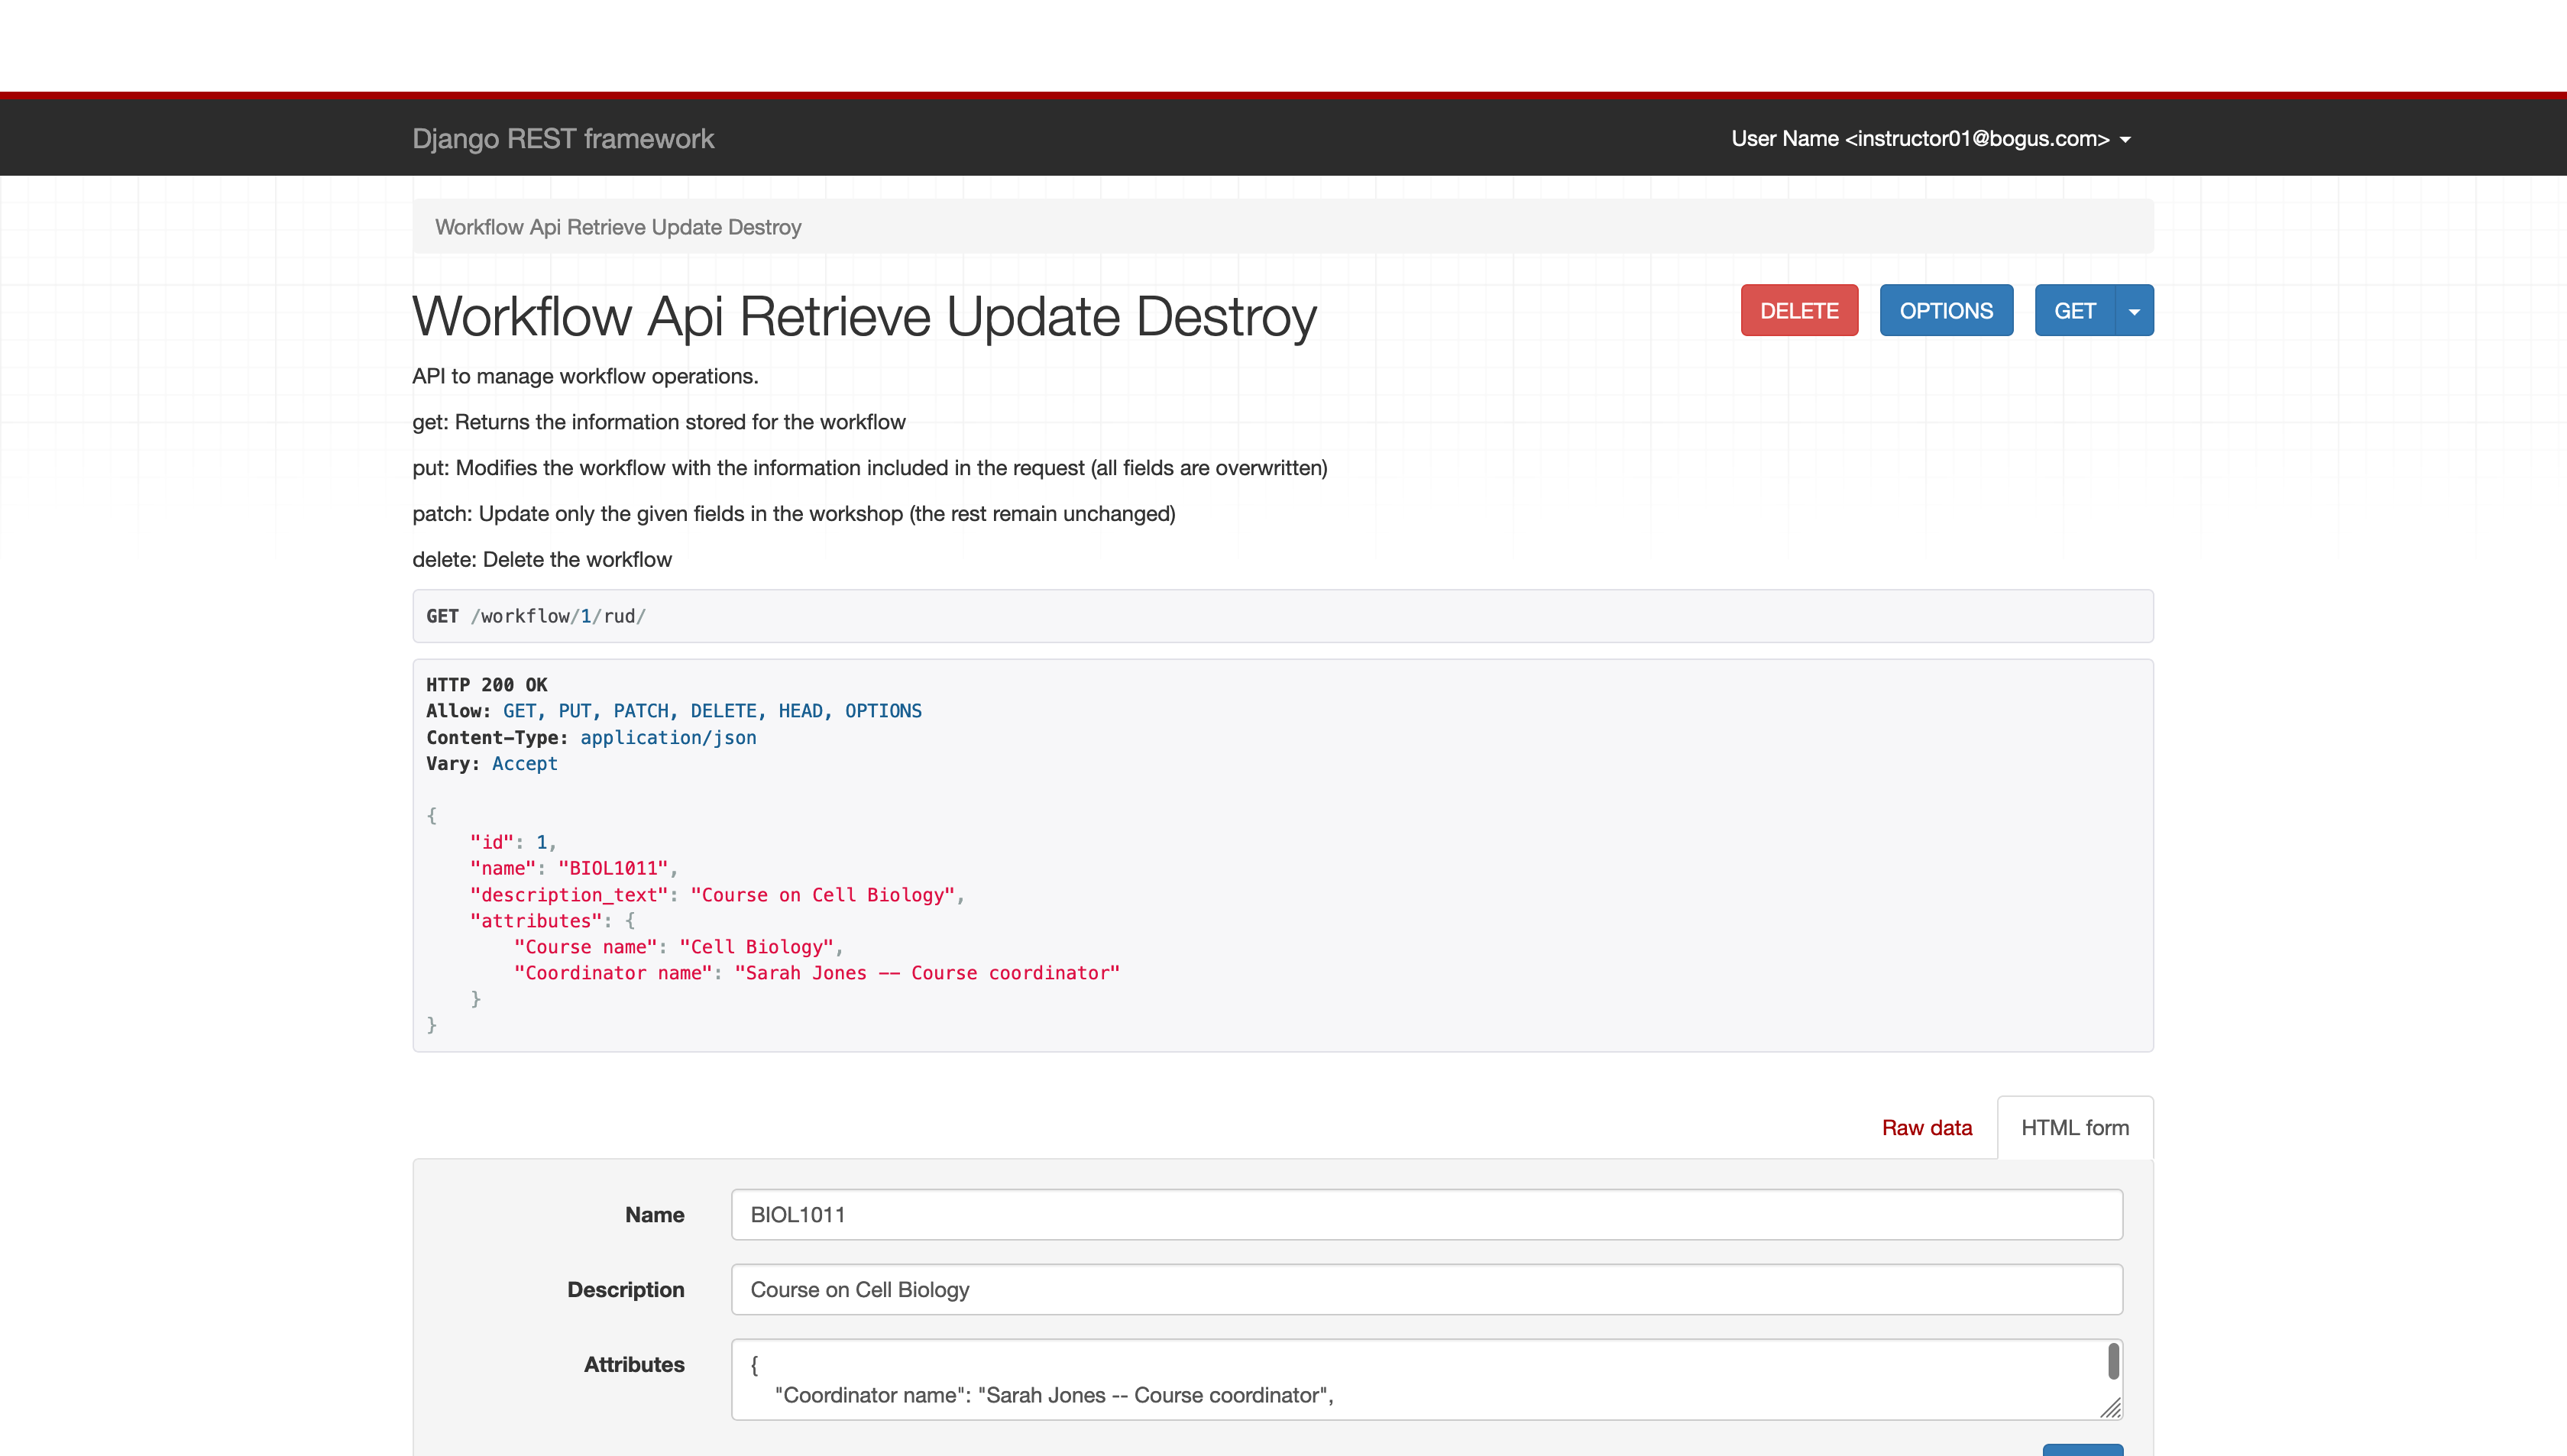 Django REST framework
User Name <instructor01@bogus.com>
Workflow Api Retrieve Update Destroy
Workflow Api Retrieve Update Destroy
DELETE
OPTIONS
GET
API to manage workflow operations.
get: Returns the information stored for the workflow
put: Modifies the workflow with the information included in the request (all fields are overwritten)
patch: Update only the given fields in the workshop (the rest remain unchanged)
delete: Delete the workflow
GET /workflow/1/rud/
HTTP 200 OK
Allow: GET, PUT, PATCH, DELETE, HEAD, OPTIONS
Content-Type: application/json
Vary: Accept
{
    "id": 1,
    "name": "BIOL1011",
    "description_text": "Course on Cell Biology",
    "attributes": {
        "Course name": "Cell Biology",
        "Coordinator name": "Sarah Jones -- Course coordinator"
    }
}
Raw data
HTML form
Name
BIOL1011
Description
Course on Cell Biology
Attributes
{
    "Coordinator name": "Sarah Jones -- Course coordinator",